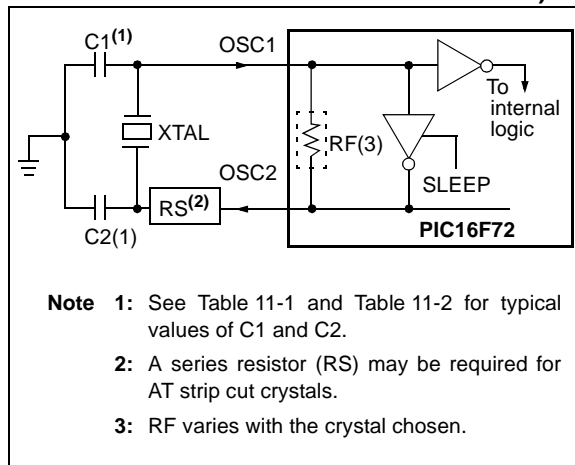 C1(1)
OSC1
To
internal
logic
XTAL
RF(3)
OSC2
SLEEP
RS(2)
C2(1)
PIC16F72
Note 1: See Table 11-1 and Table 11-2 for typical
values of C1 and C2.
2: A series resistor (RS) may be required for
AT strip cut crystals.
3: RF varies with the crystal chosen.